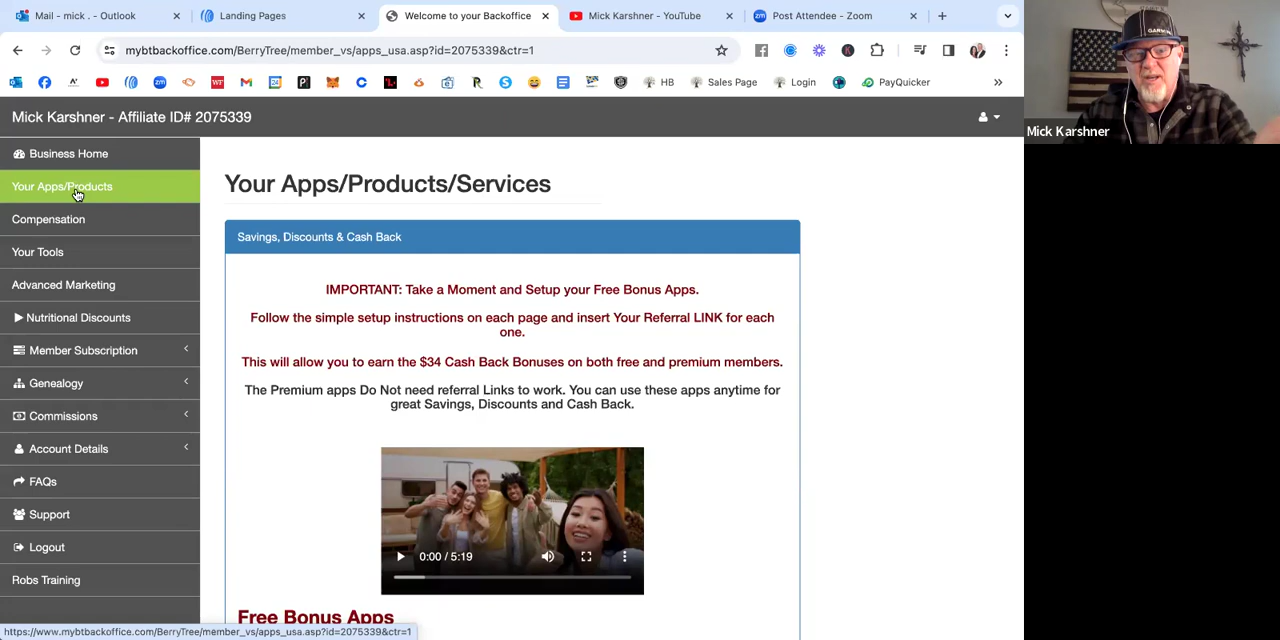 Mail - mick . - Outlook
Landing Pages
Welcome to your Backoffice
Mick Karshner - YouTube
Post Attendee - Zoom
mybtbackoffice.com/BerryTree/member_vs/apps_usa.asp?id=2075339&ctr=1
HB
Sales Page
Login
PayQuicker
Mick Karshner - Affiliate ID# 2075339
GARMIN
Mick Karshner
Business Home
Your Apps/Products
Compensation
Your Tools
Advanced Marketing
Nutritional Discounts
Member Subscription
Genealogy
Commissions
Account Details
FAQs
Support
Logout
Robs Training
Your Apps/Products/Services
Savings, Discounts & Cash Back
IMPORTANT: Take a Moment and Setup your Free Bonus Apps.
Follow the simple setup instructions on each page and insert Your Referral LINK for each
one.
This will allow you to earn the $34 Cash Back Bonuses on both free and premium members.
The Premium apps Do Not need referral Links to work. You can use these apps anytime for
great Savings, Discounts and Cash Back.
0:00 / 5:19
Free Bonus Apps
https://www.mybtbackoffice.com/BerryTree/member_vs/apps_usa.asp?id=2075339&ctr=1